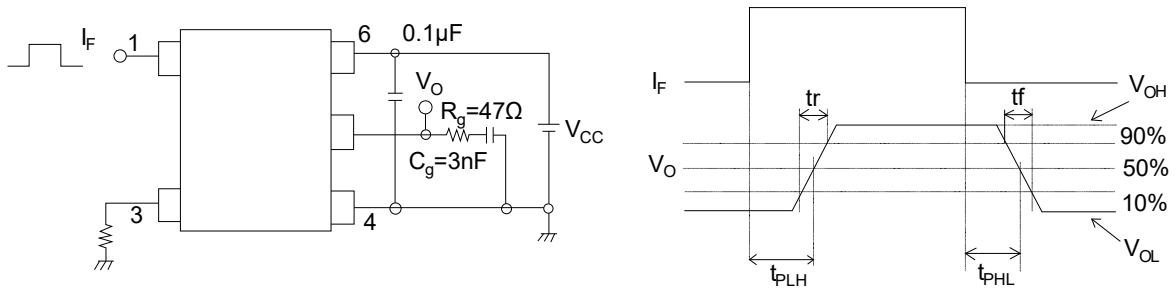 I_F
1
6
0.1µF
V_O
R_g=47Ω
C_g=3nF
V_CC
3
4
I_F
tr
tf
V_OH
90%
V_O
50%
10%
V_OL
t_PLH
t_PHL